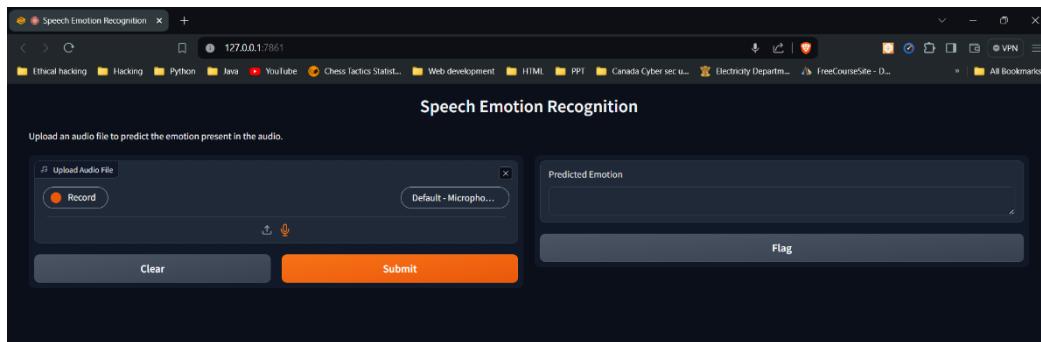 Speech Emotion Recognition
127.0.0.1:7861
VPN
Ethical hacking Hacking Python Java YouTube Chess Tactics Statist... Web development HTML PPT Canada Cyber sec u... Electricity Departm... FreeCourseSite - D... » All Bookmarks
Speech Emotion Recognition
Upload an audio file to predict the emotion present in the audio.
Upload Audio File
Record Default - Micropho...
Clear Submit
Predicted Emotion
Flag